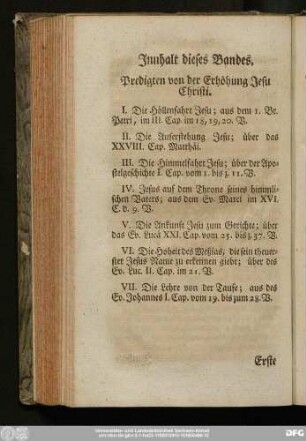 Innhalt dieses Bandes.
Predigten von der Erhöhung Jesu
Christi.
I. Die Höllenfahrt Jesu; aus dem 1. Br.
Petri, im III. Cap. im 18, 19, 20. V.
II. Die Auferstehung Jesu; über das
XXVIII. Cap. Matthäi.
III. Die Himmelfahrt Jesu; über der Apo-
stelgeschichte I. Cap. vom 1. bis z. 11. V.
IV. Jesus auf dem Throne seines himmli-
schen Vaters; aus dem Ev. Marci im XVI.
C. d. 9. V.
V. Die Ankunft Jesu zum Gerichte; über
das Ev. Lucä XXI. Cap. vom 25. bis z. 37. V.
VI. Die Hoheit des Meßias, die sein theuer-
ster Jesus Name zu erkennen giebt; über des
Ev. Luc. II. Cap. im 21. V.
VII. Die Lehre von der Taufe; aus des
Ev. Johannes I. Cap. vom 19. bis zum 28. V.
Erste
DFG